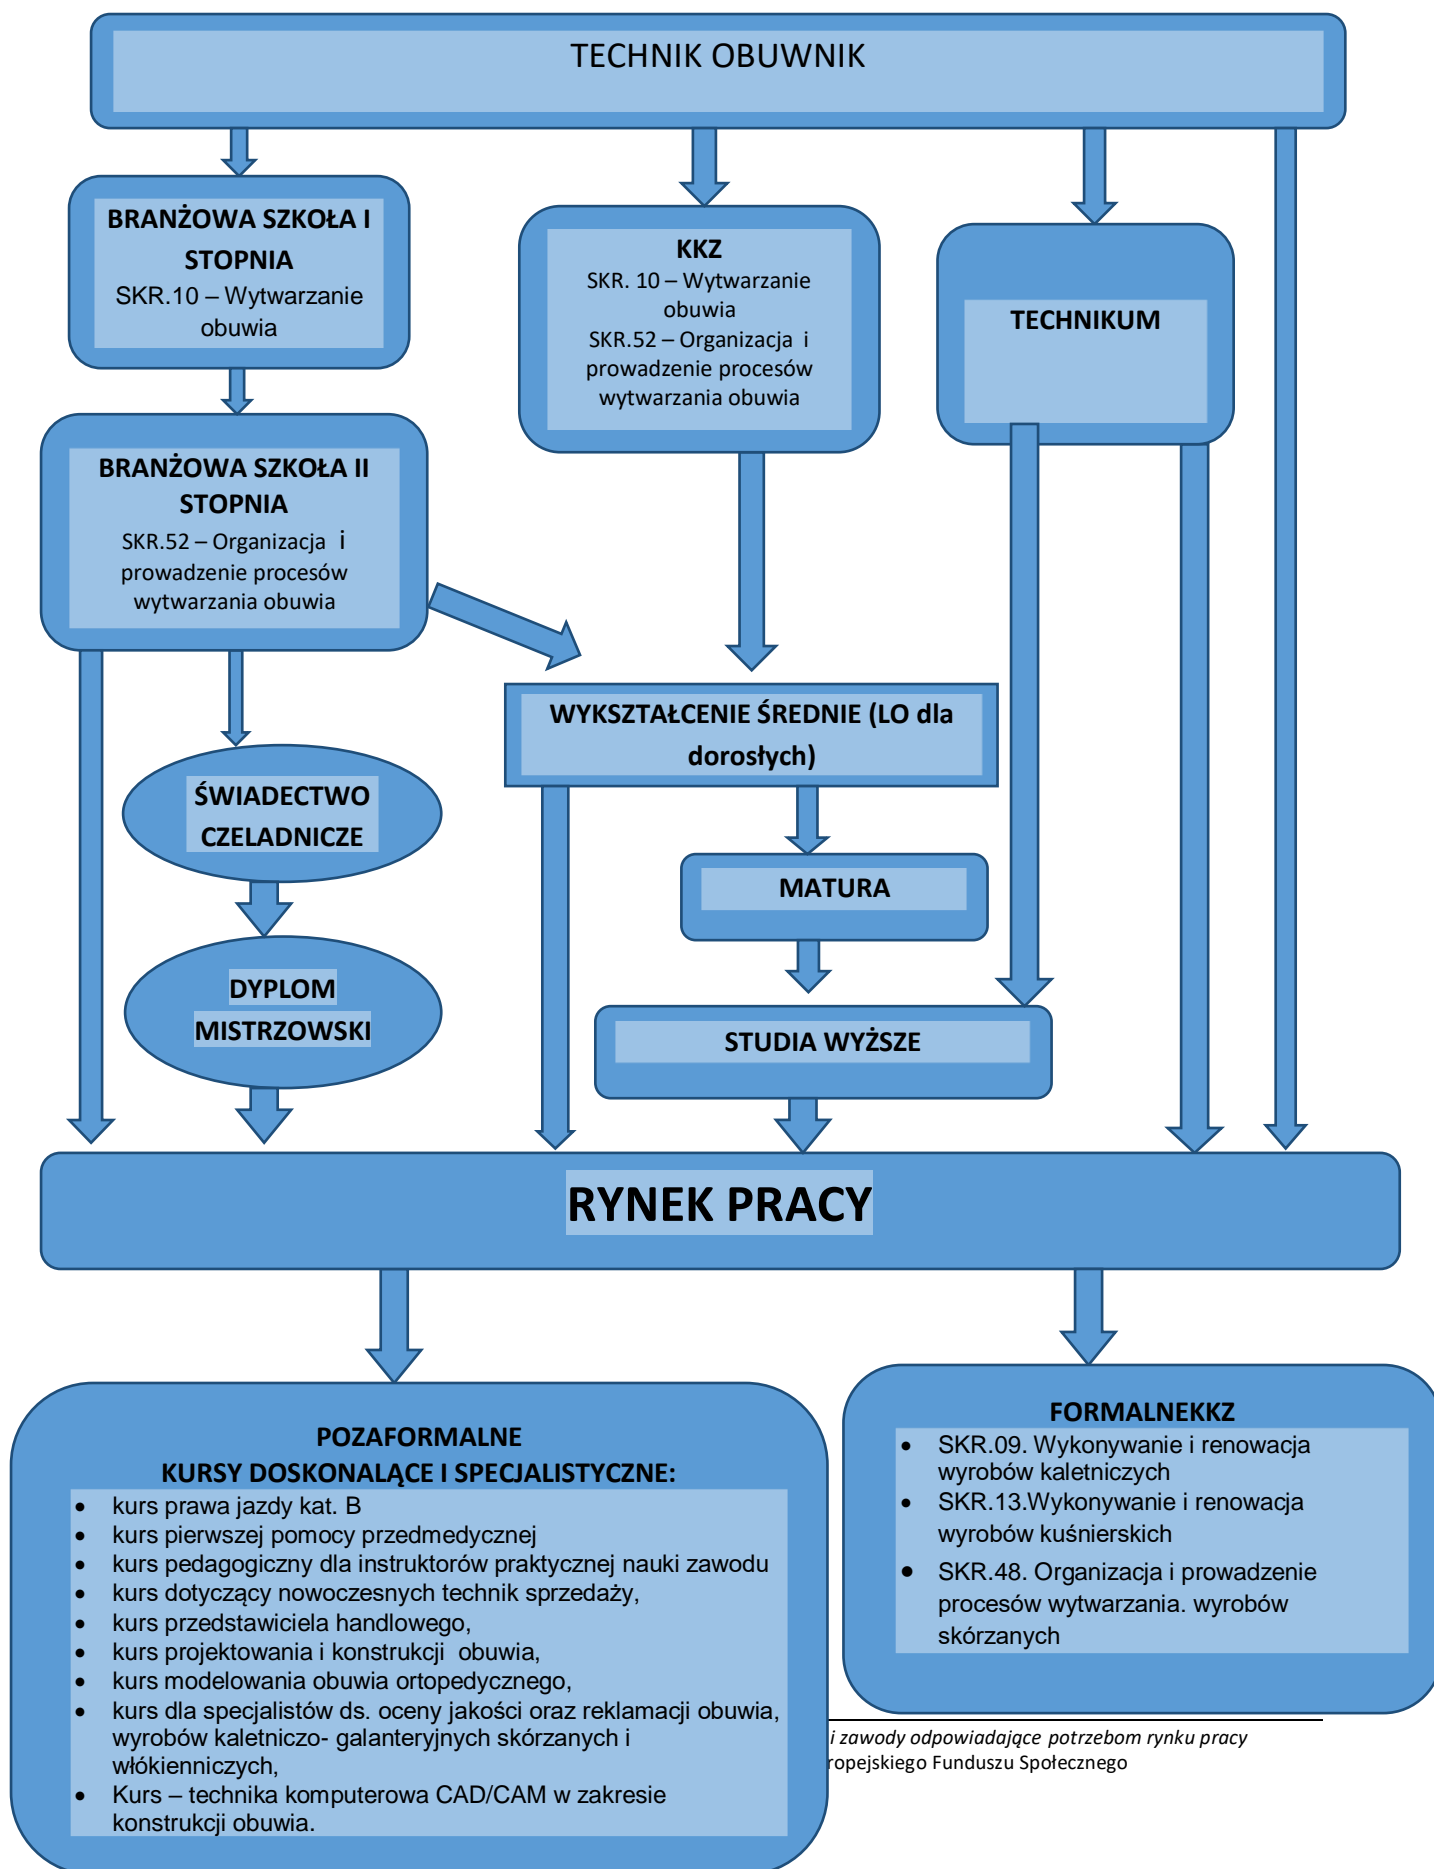 TECHNIK OBUWNIK
BRANŻOWA SZKOŁA I
STOPNIA
SKR.10 – Wytwarzanie
obuwia
KKZ
SKR. 10 – Wytwarzanie
obuwia
SKR.52 – Organizacja i
prowadzenie procesów
wytwarzania obuwia
TECHNIKUM
BRANŻOWA SZKOŁA II
STOPNIA
SKR.52 – Organizacja i
prowadzenie procesów
wytwarzania obuwia
WYKSZTAŁCENIE ŚREDNIE (LO dla
dorosłych)
ŚWIADECTWO
CZELADNICZE
MATURA
DYPLOM
MISTRZOWSKI
STUDIA WYŻSZE
RYNEK PRACY
POZAFORMALNE
KURSY DOSKONALĄCE I SPECJALISTYCZNE:
• kurs prawa jazdy kat. B
• kurs pierwszej pomocy przedmedycznej
• kurs pedagogiczny dla instruktorów praktycznej nauki zawodu
• kurs dotyczący nowoczesnych technik sprzedaży,
• kurs przedstawiciela handlowego,
• kurs projektowania i konstrukcji obuwia,
• kurs modelowania obuwia ortopedycznego,
• kurs dla specjalistów ds. oceny jakości oraz reklamacji obuwia,
wyrobów kaletniczo- galanteryjnych skórzanych i
włókienniczych,
• Kurs – technika komputerowa CAD/CAM w zakresie
konstrukcji obuwia.
FORMALNEKKZ
• SKR.09. Wykonywanie i renowacja
wyrobów kaletniczych
• SKR.13.Wykonywanie i renowacja
wyrobów kuśnierskich
• SKR.48. Organizacja i prowadzenie
procesów wytwarzania. wyrobów
skórzanych
i zawody odpowiadające potrzebom rynku pracy
ropejskiego Funduszu Społecznego